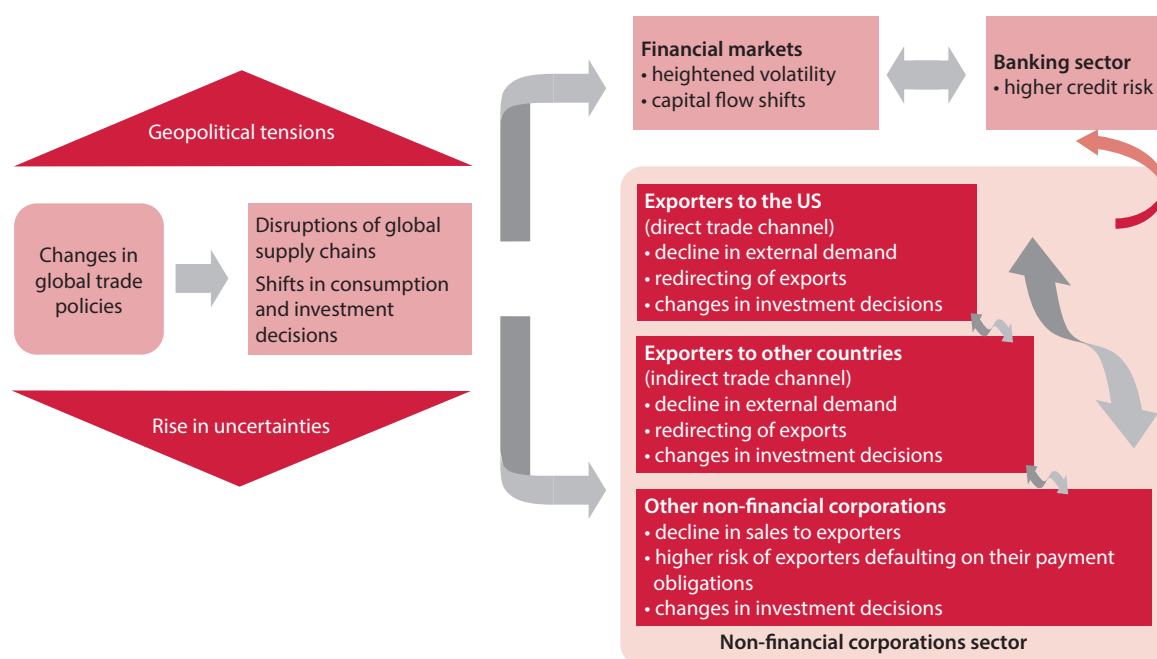 Geopolitical tensions
Changes in
global trade
policies
Disruptions of global
supply chains
Shifts in consumption
and investment
decisions
Rise in uncertainties
Financial markets
• heightened volatility
• capital flow shifts
Banking sector
• higher credit risk
Exporters to the US
(direct trade channel)
• decline in external demand
• redirecting of exports
• changes in investment decisions
Exporters to other countries
(indirect trade channel)
• decline in external demand
• redirecting of exports
• changes in investment decisions
Other non-financial corporations
• decline in sales to exporters
• higher risk of exporters defaulting on their payment
obligations
• changes in investment decisions
Non-financial corporations sector